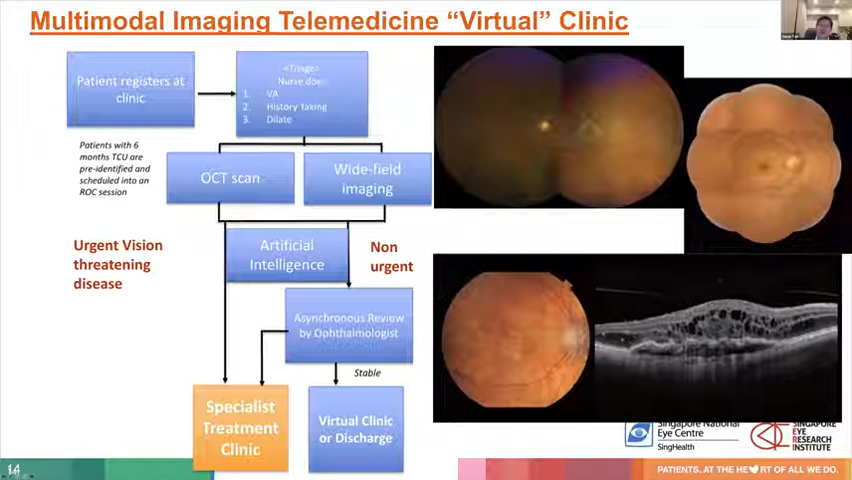 Multimodal Imaging Telemedicine “Virtual” Clinic
Patient registers at
clinic
<Triage>
Nurse does
1. VA
2. History Taking
3. Dilate
Patients with 6
months TCU are
pre-identified and
scheduled into an
ROC session
OCT scan
Wide-field
imaging
Urgent Vision
threatening
disease
Artificial
Intelligence
Non
urgent
Asynchronous Review
by Ophthalmologist
Stable
Specialist
Treatment
Clinic
Virtual Clinic
or Discharge
Singapore National
Eye Centre
SingHealth
SINGAPORE
EYE
RESEARCH
INSTITUTE
14
PATIENTS. AT THE HE RT OF ALL WE DO.